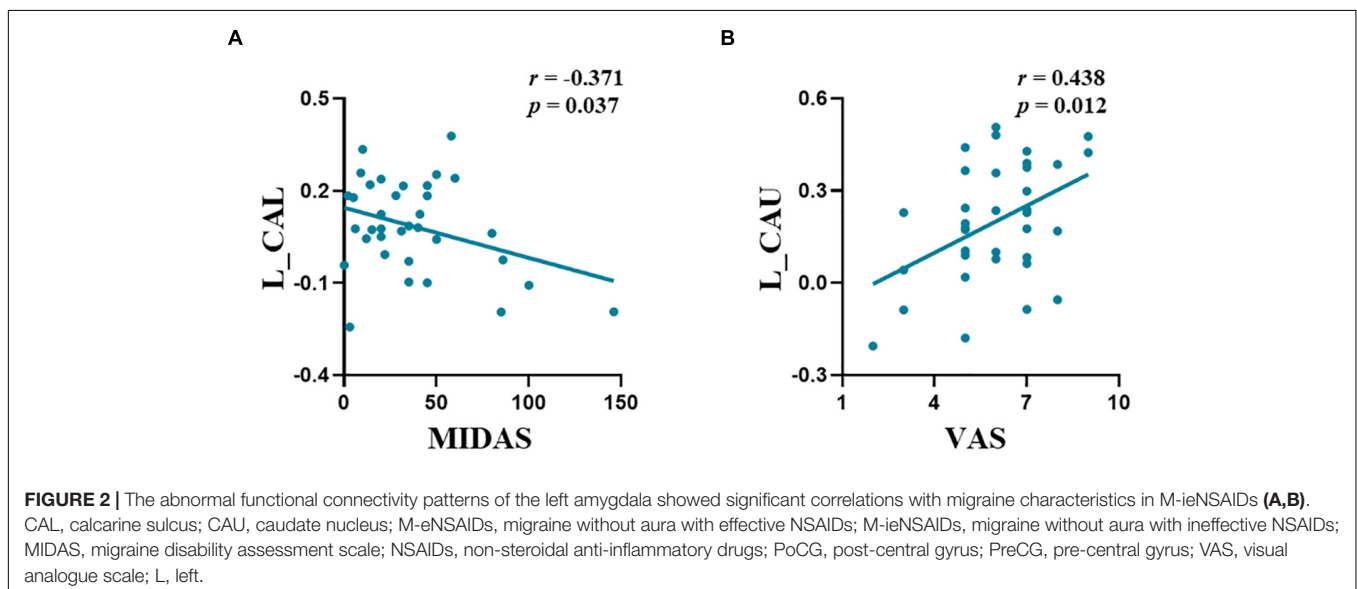 A
B
r = -0.371
p = 0.037
r = 0.438
p = 0.012
0.5
0.2
-0.1
-0.4
L_CAL
0 50 100 150
MIDAS
0.6
0.3
0.0
-0.3
L_CAU
1 4 7 10
VAS
FIGURE 2 | The abnormal functional connectivity patterns of the left amygdala showed significant correlations with migraine characteristics in M-ieNSAIDs (A,B).
CAL, calcarine sulcus; CAU, caudate nucleus; M-eNSAIDs, migraine without aura with effective NSAIDs; M-ieNSAIDs, migraine without aura with ineffective NSAIDs;
MIDAS, migraine disability assessment scale; NSAIDs, non-steroidal anti-inflammatory drugs; PoCG, post-central gyrus; PreCG, pre-central gyrus; VAS, visual
analogue scale; L, left.